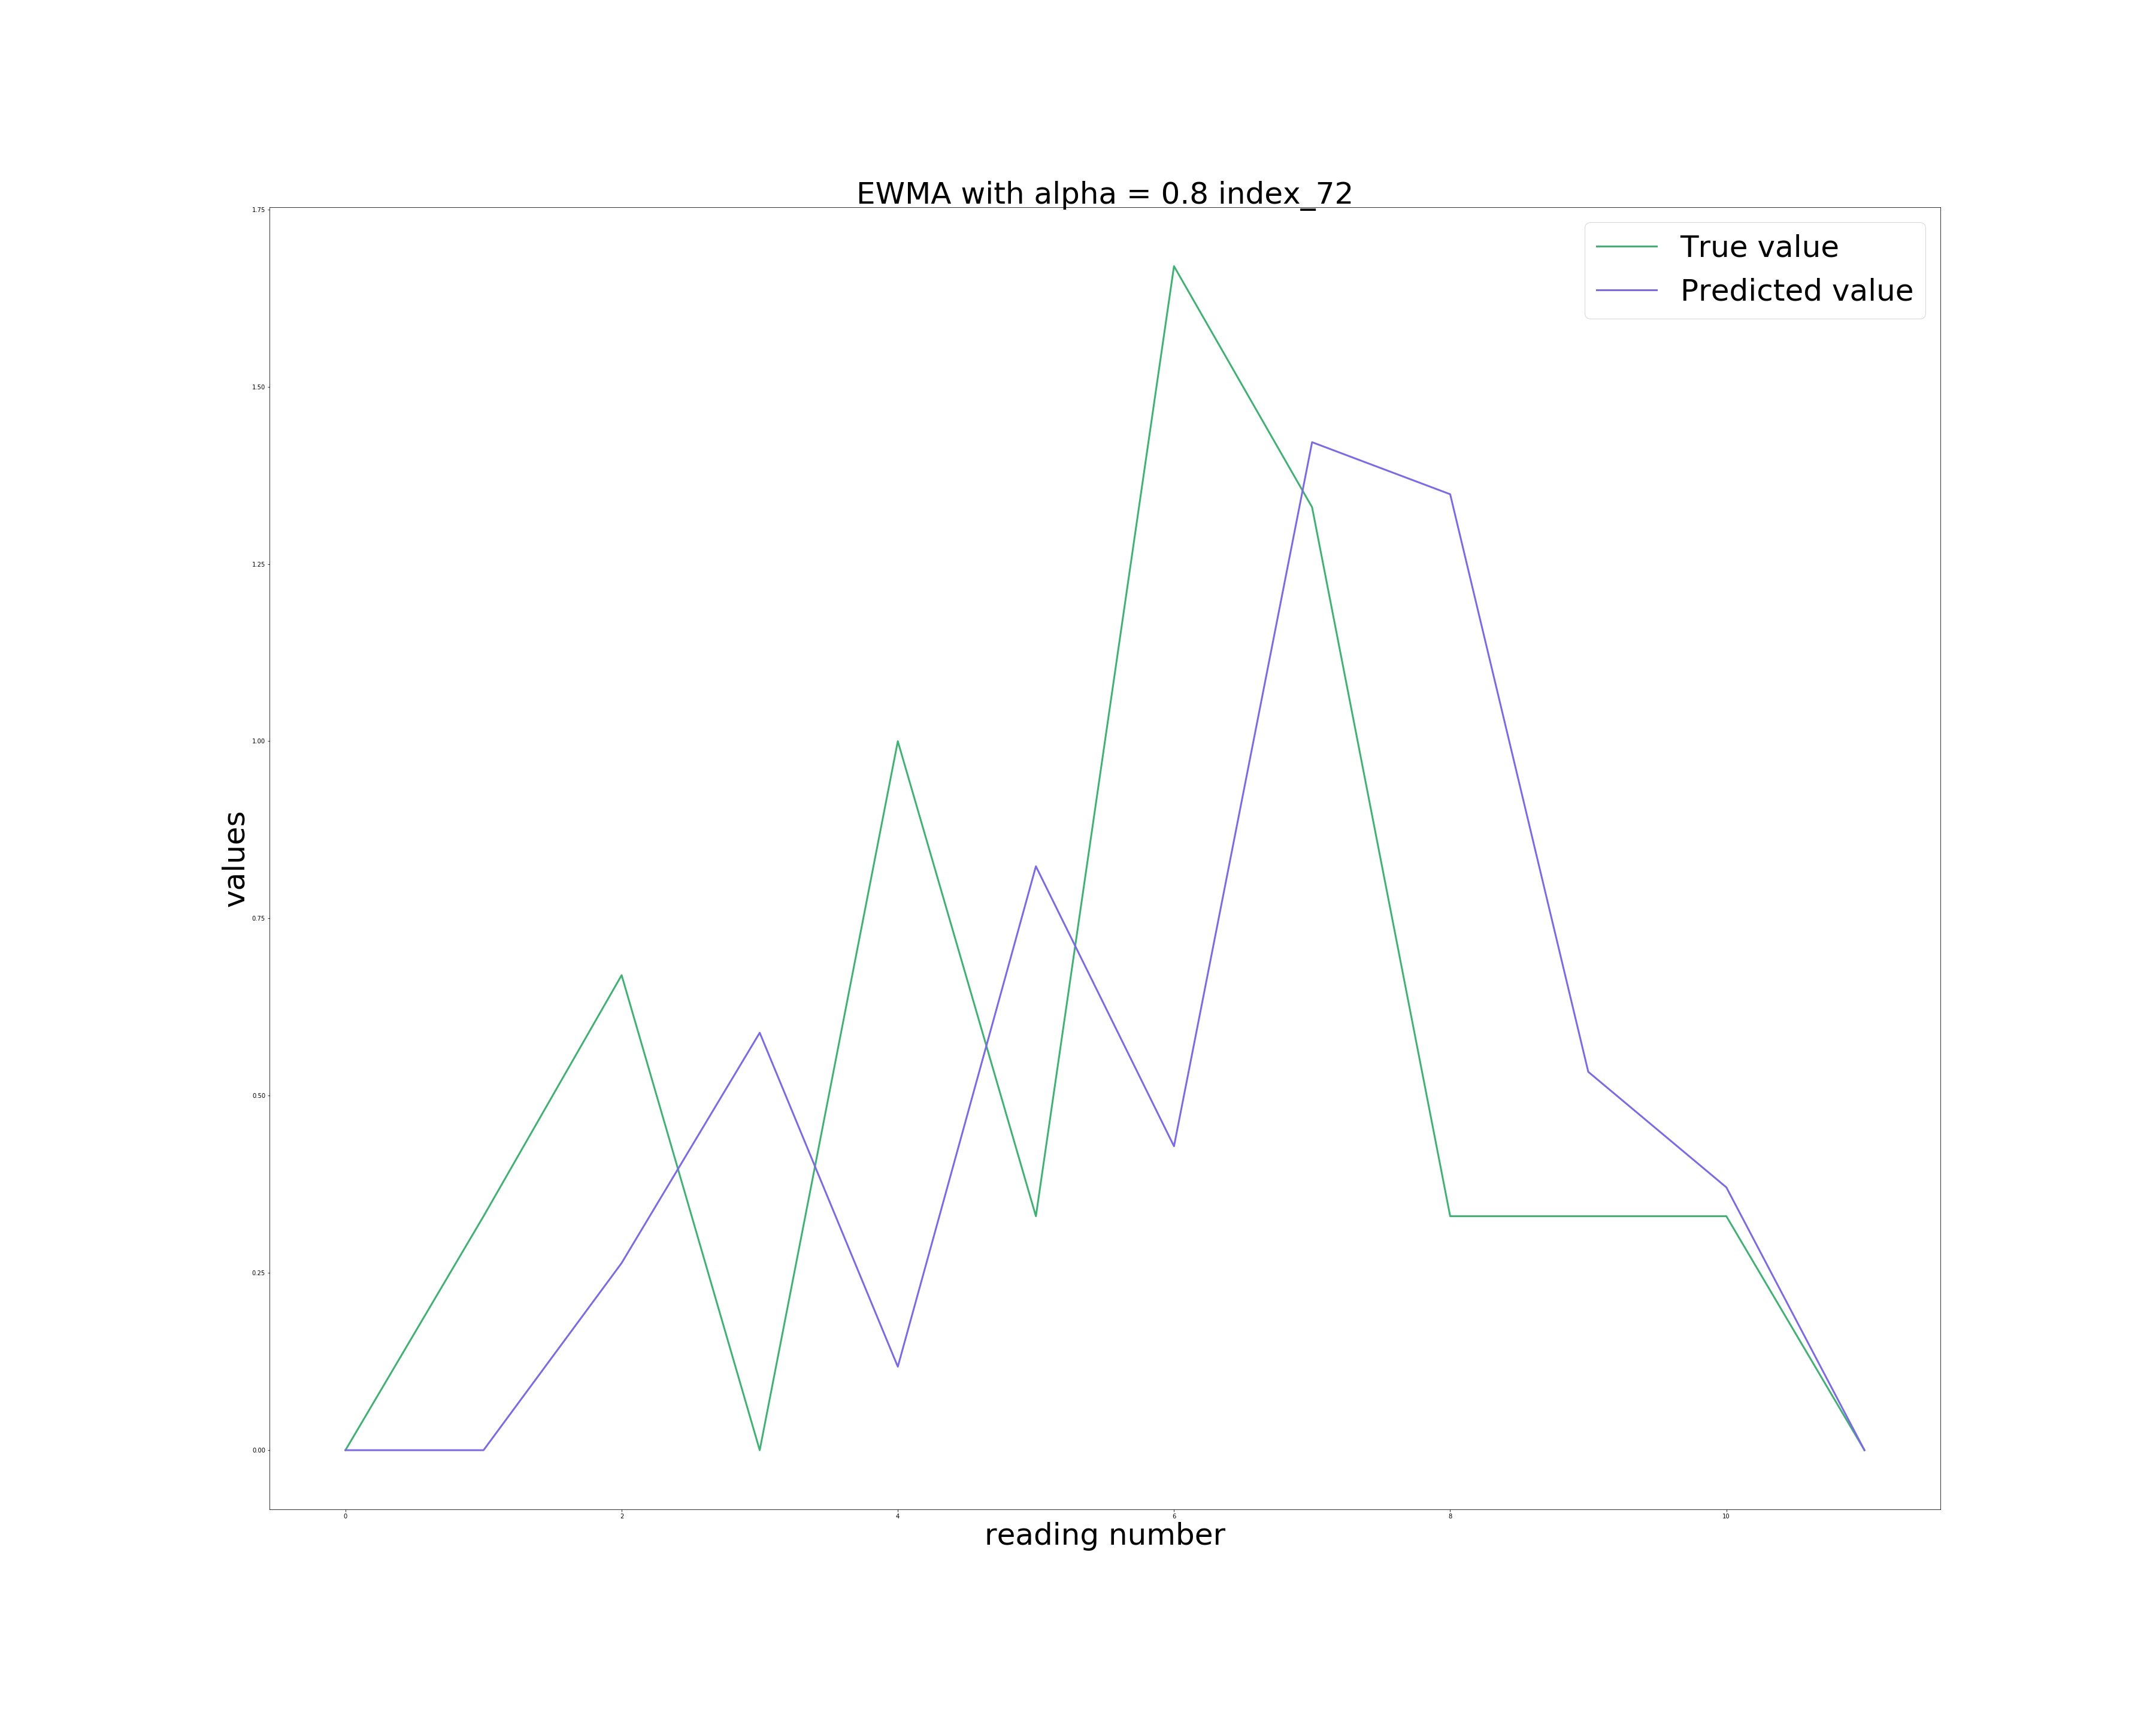 EWMA with alpha = 0.8 index_72
True value
Predicted value
1.75
1.50
1.25
1.00
0.75
0.50
0.25
0.00
values
0 2 4 6 8 10
reading number